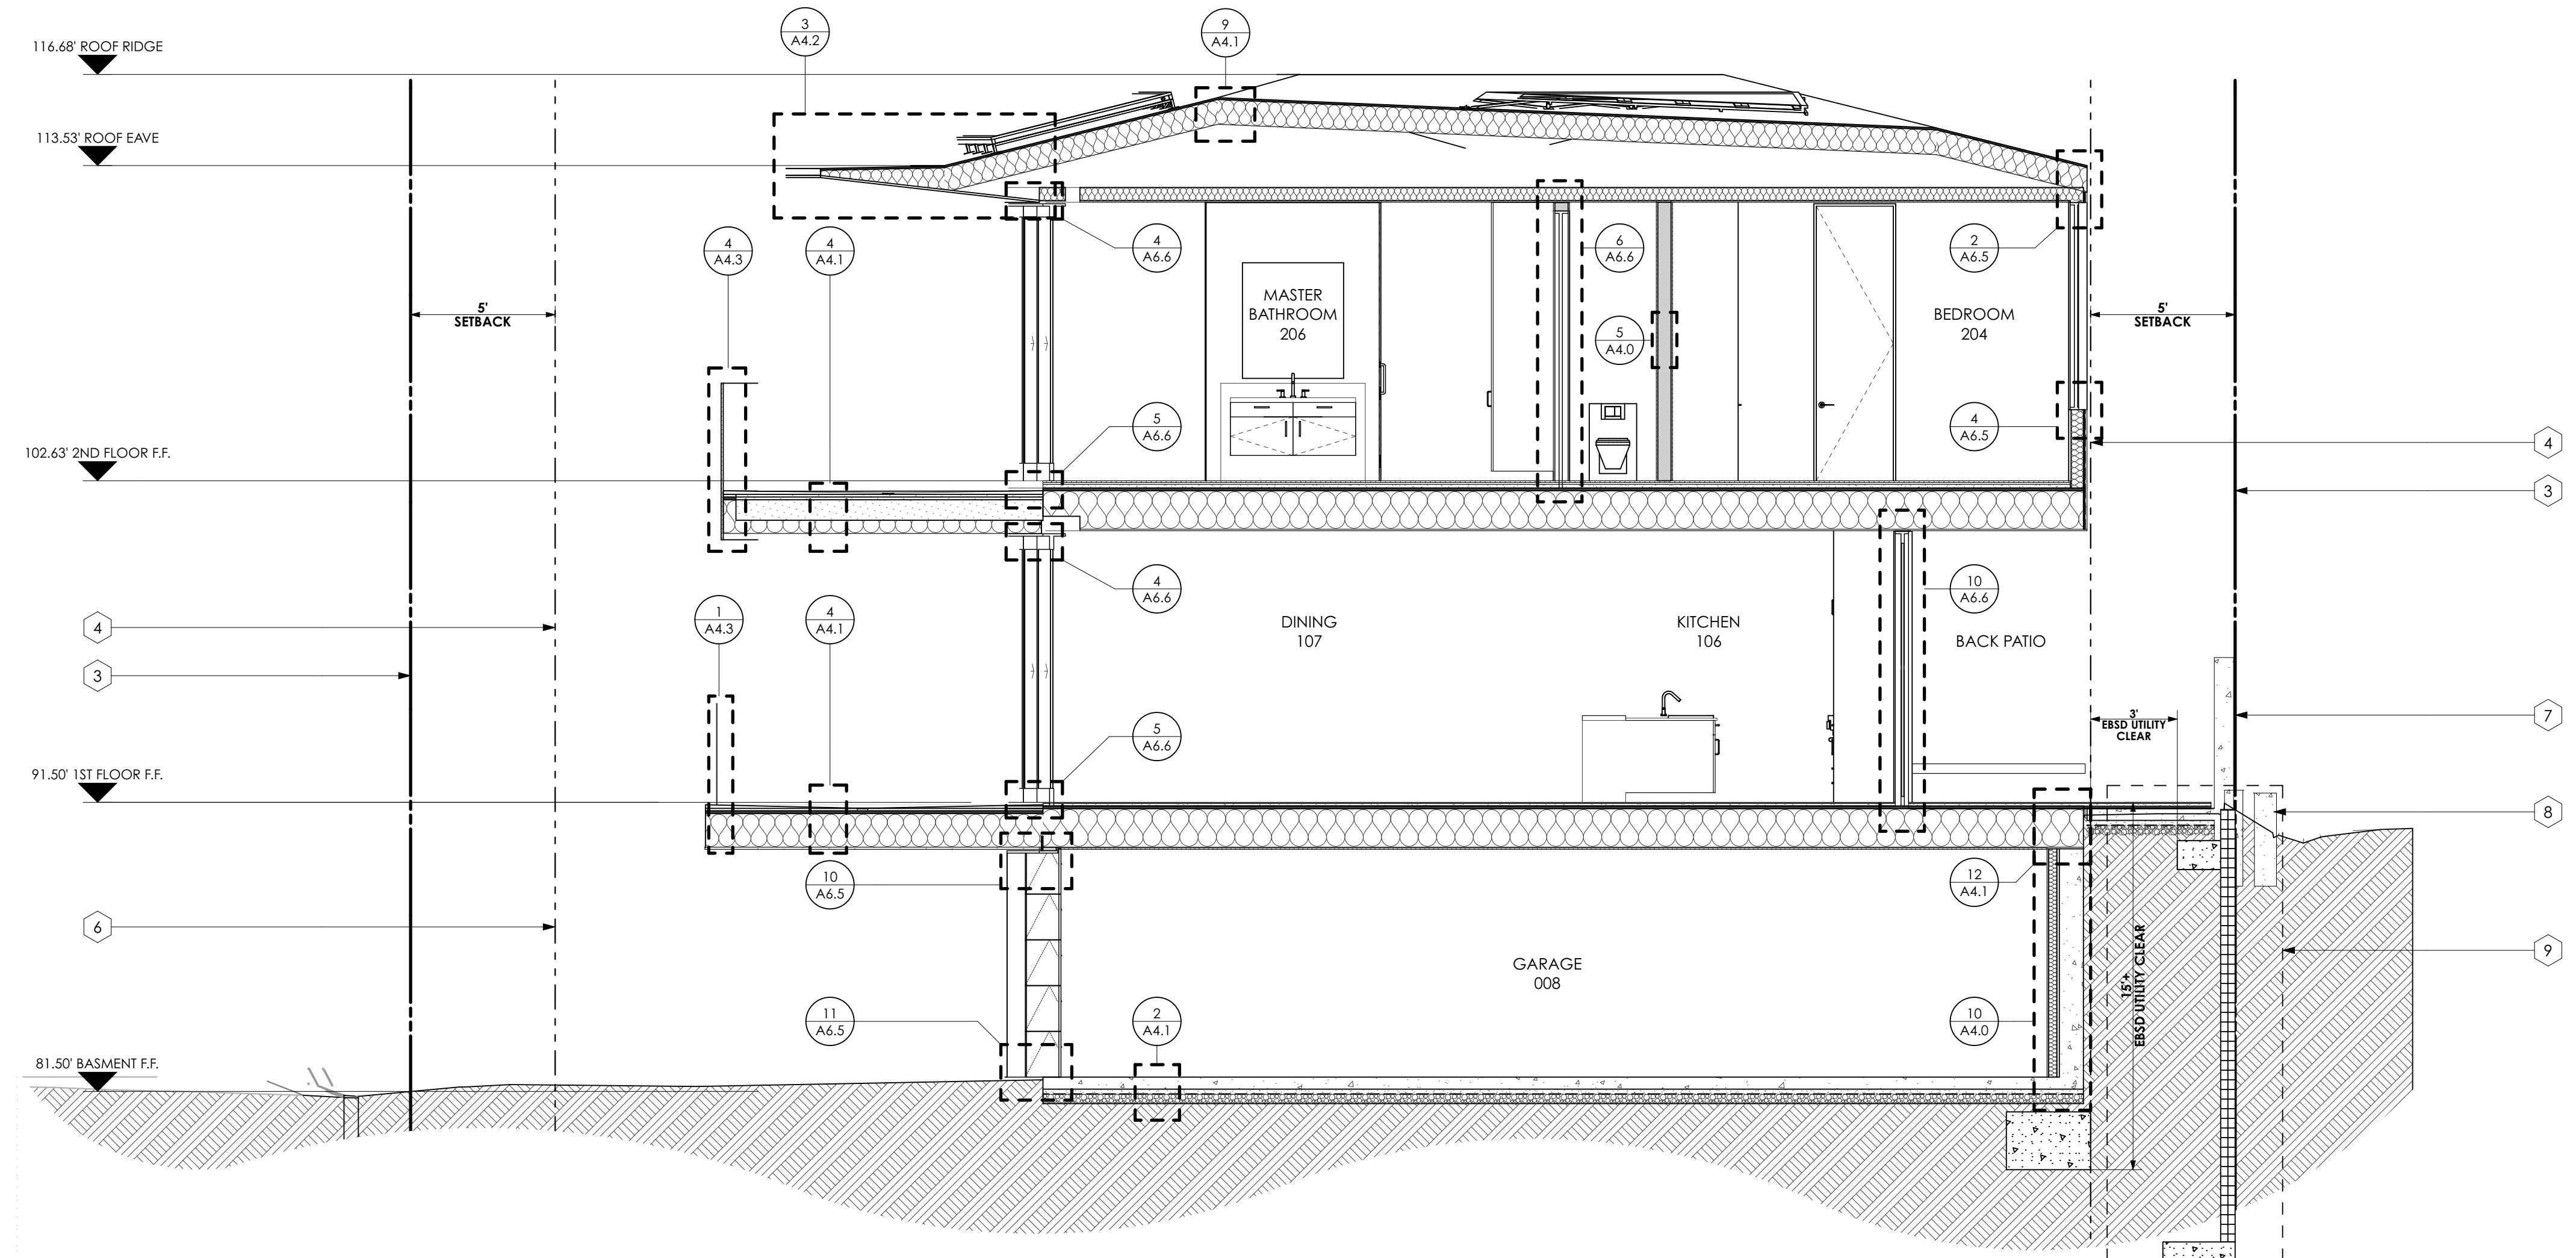 3
A4.2
9
A4.1
116.68' ROOF RIDGE
113.53' ROOF EAVE
4
A4.3
4
A4.1
4
A6.6
6
A6.6
2
A6.5
MASTER
BATHROOM
206
BEDROOM
204
5'
SETBACK
5'
SETBACK
5
A4.0
5
A6.6
4
A6.5
4
102.63' 2ND FLOOR F.F.
3
4
A6.6
10
A6.6
1
A4.3
4
A4.1
DINING
107
KITCHEN
106
BACK PATIO
4
3
7
3'
EBSD UTILITY
CLEAR
5
A6.6
91.50' 1ST FLOOR F.F.
8
10
A6.5
12
A4.1
6
9
GARAGE
008
15'+
EBSD UTILITY CLEAR
11
A6.5
2
A4.1
10
A4.0
81.50' BASMENT F.F.